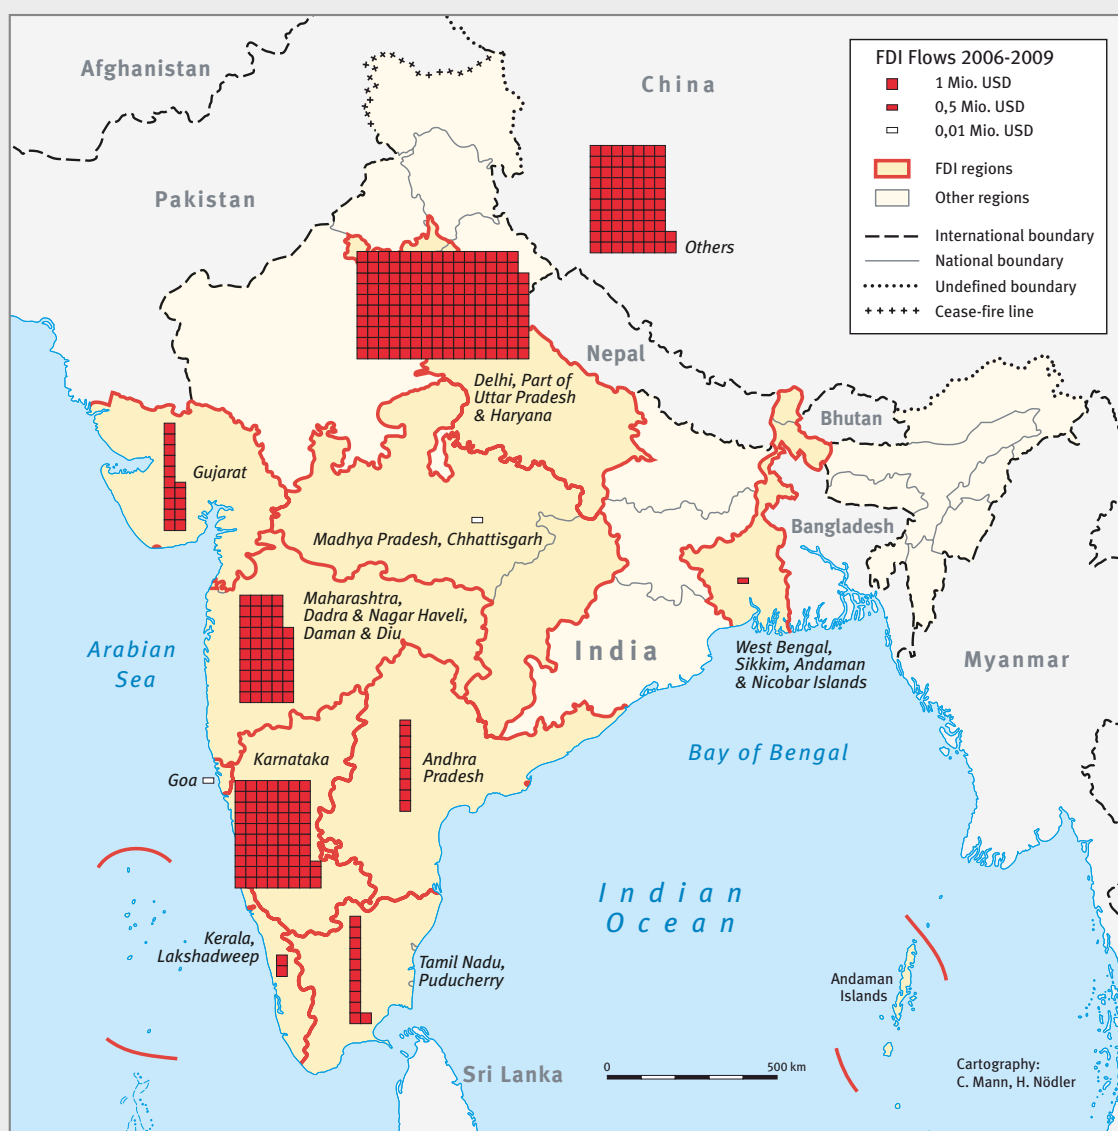 Afghanistan
China
FDI Flows 2006-2009
1 Mio. USD
0,5 Mio. USD
0,01 Mio. USD
FDI regions
Other regions
International boundary
National boundary
Undefined boundary
Cease-fire line
Pakistan
Others
Nepal
Delhi, Part of
Uttar Pradesh
& Haryana
Bhutan
Gujarat
Bangladesh
Madhya Pradesh, Chhattisgarh
Maharashtra,
Dadra & Nagar Haveli,
Daman & Diu
Arabian
Sea
India
West Bengal,
Sikkim, Andaman
& Nicobar Islands
Myanmar
Bay of Bengal
Karnataka
Andhra
Pradesh
Goa
Indian
Ocean
Kerala,
Lakshadweep
Tamil Nadu,
Puducherry
Andaman
Islands
Sri Lanka
0 500 km
Cartography:
C. Mann, H. Nödler